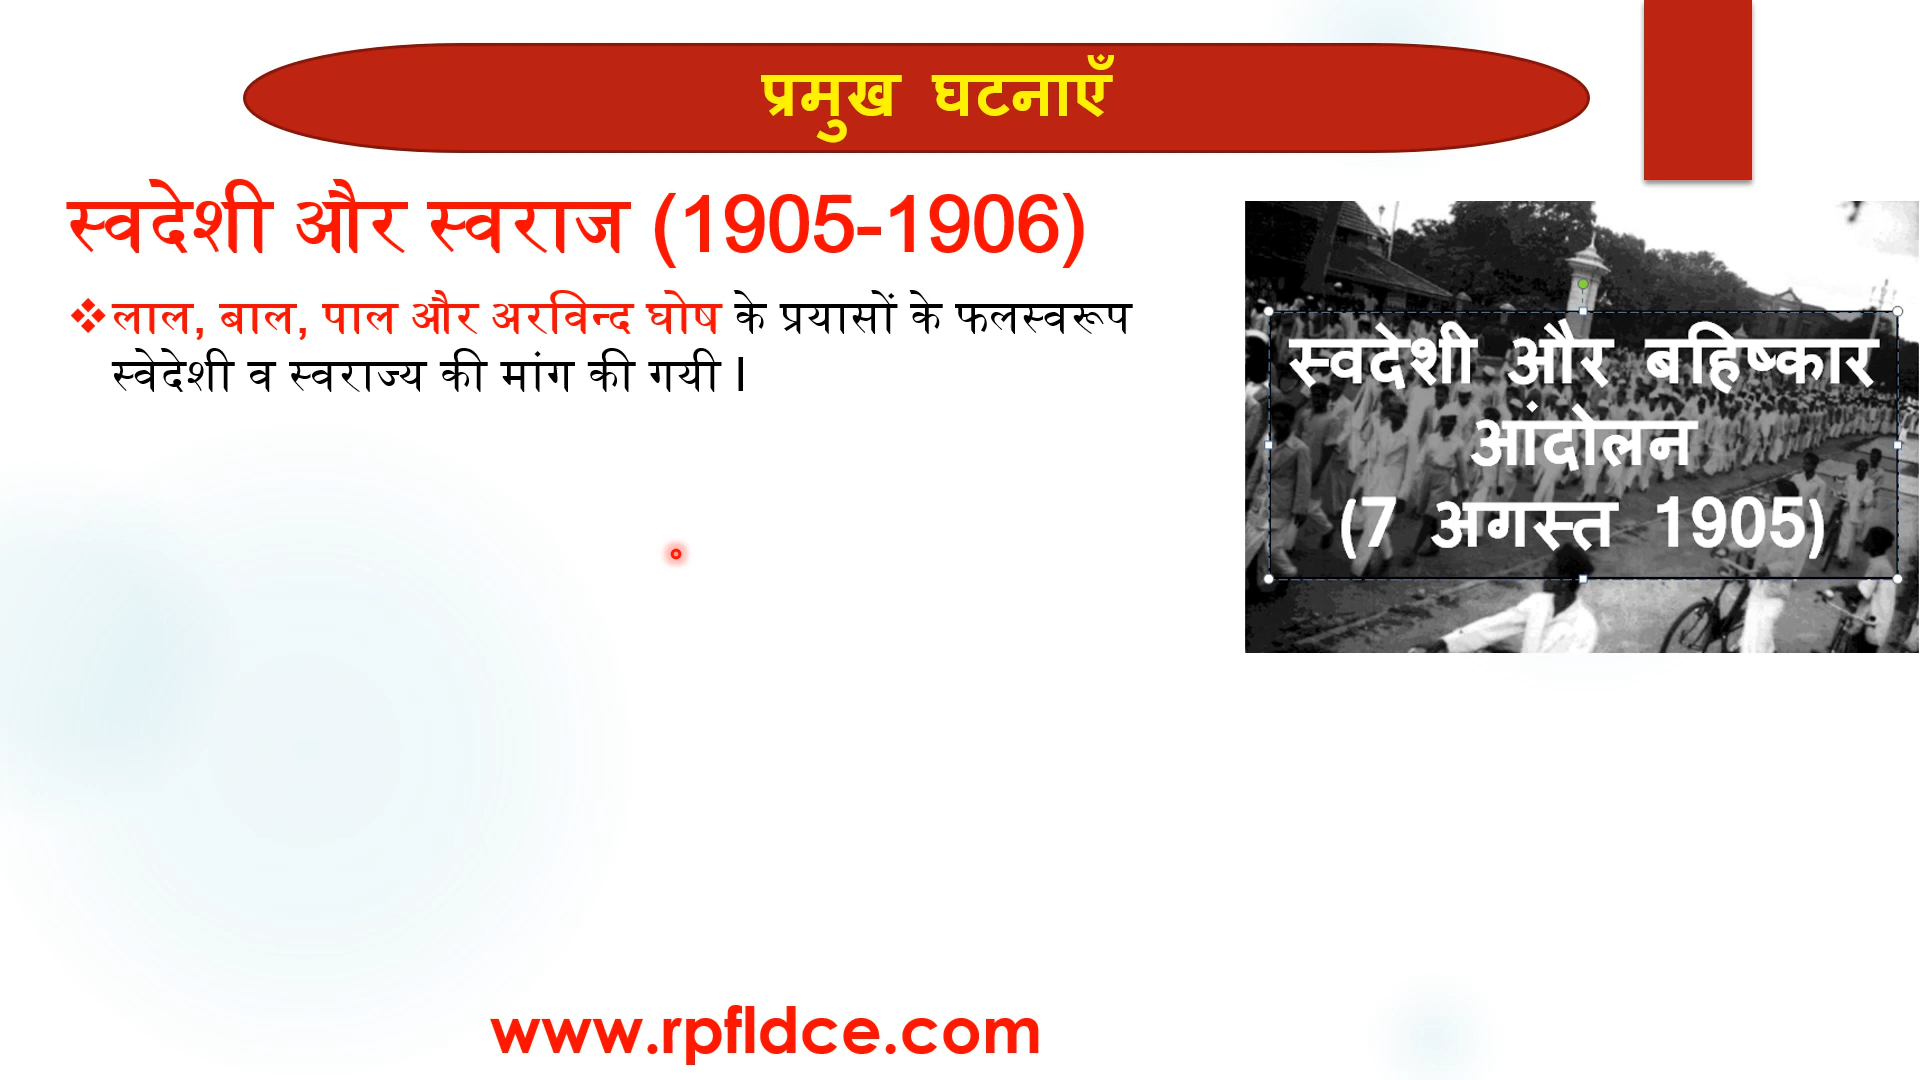 प्रमुख घटनाएँ
स्वदेशी और स्वराज (1905-1906)
❖लाल, बाल, पाल और अरविन्द घोष के प्रयासों के फलस्वरूप
स्वेदेशी व स्वराज्य की मांग की गयी l
स्वदेशी और बहिष्कार
आंदोलन
(7 अगस्त 1905)
www.rpfldce.com